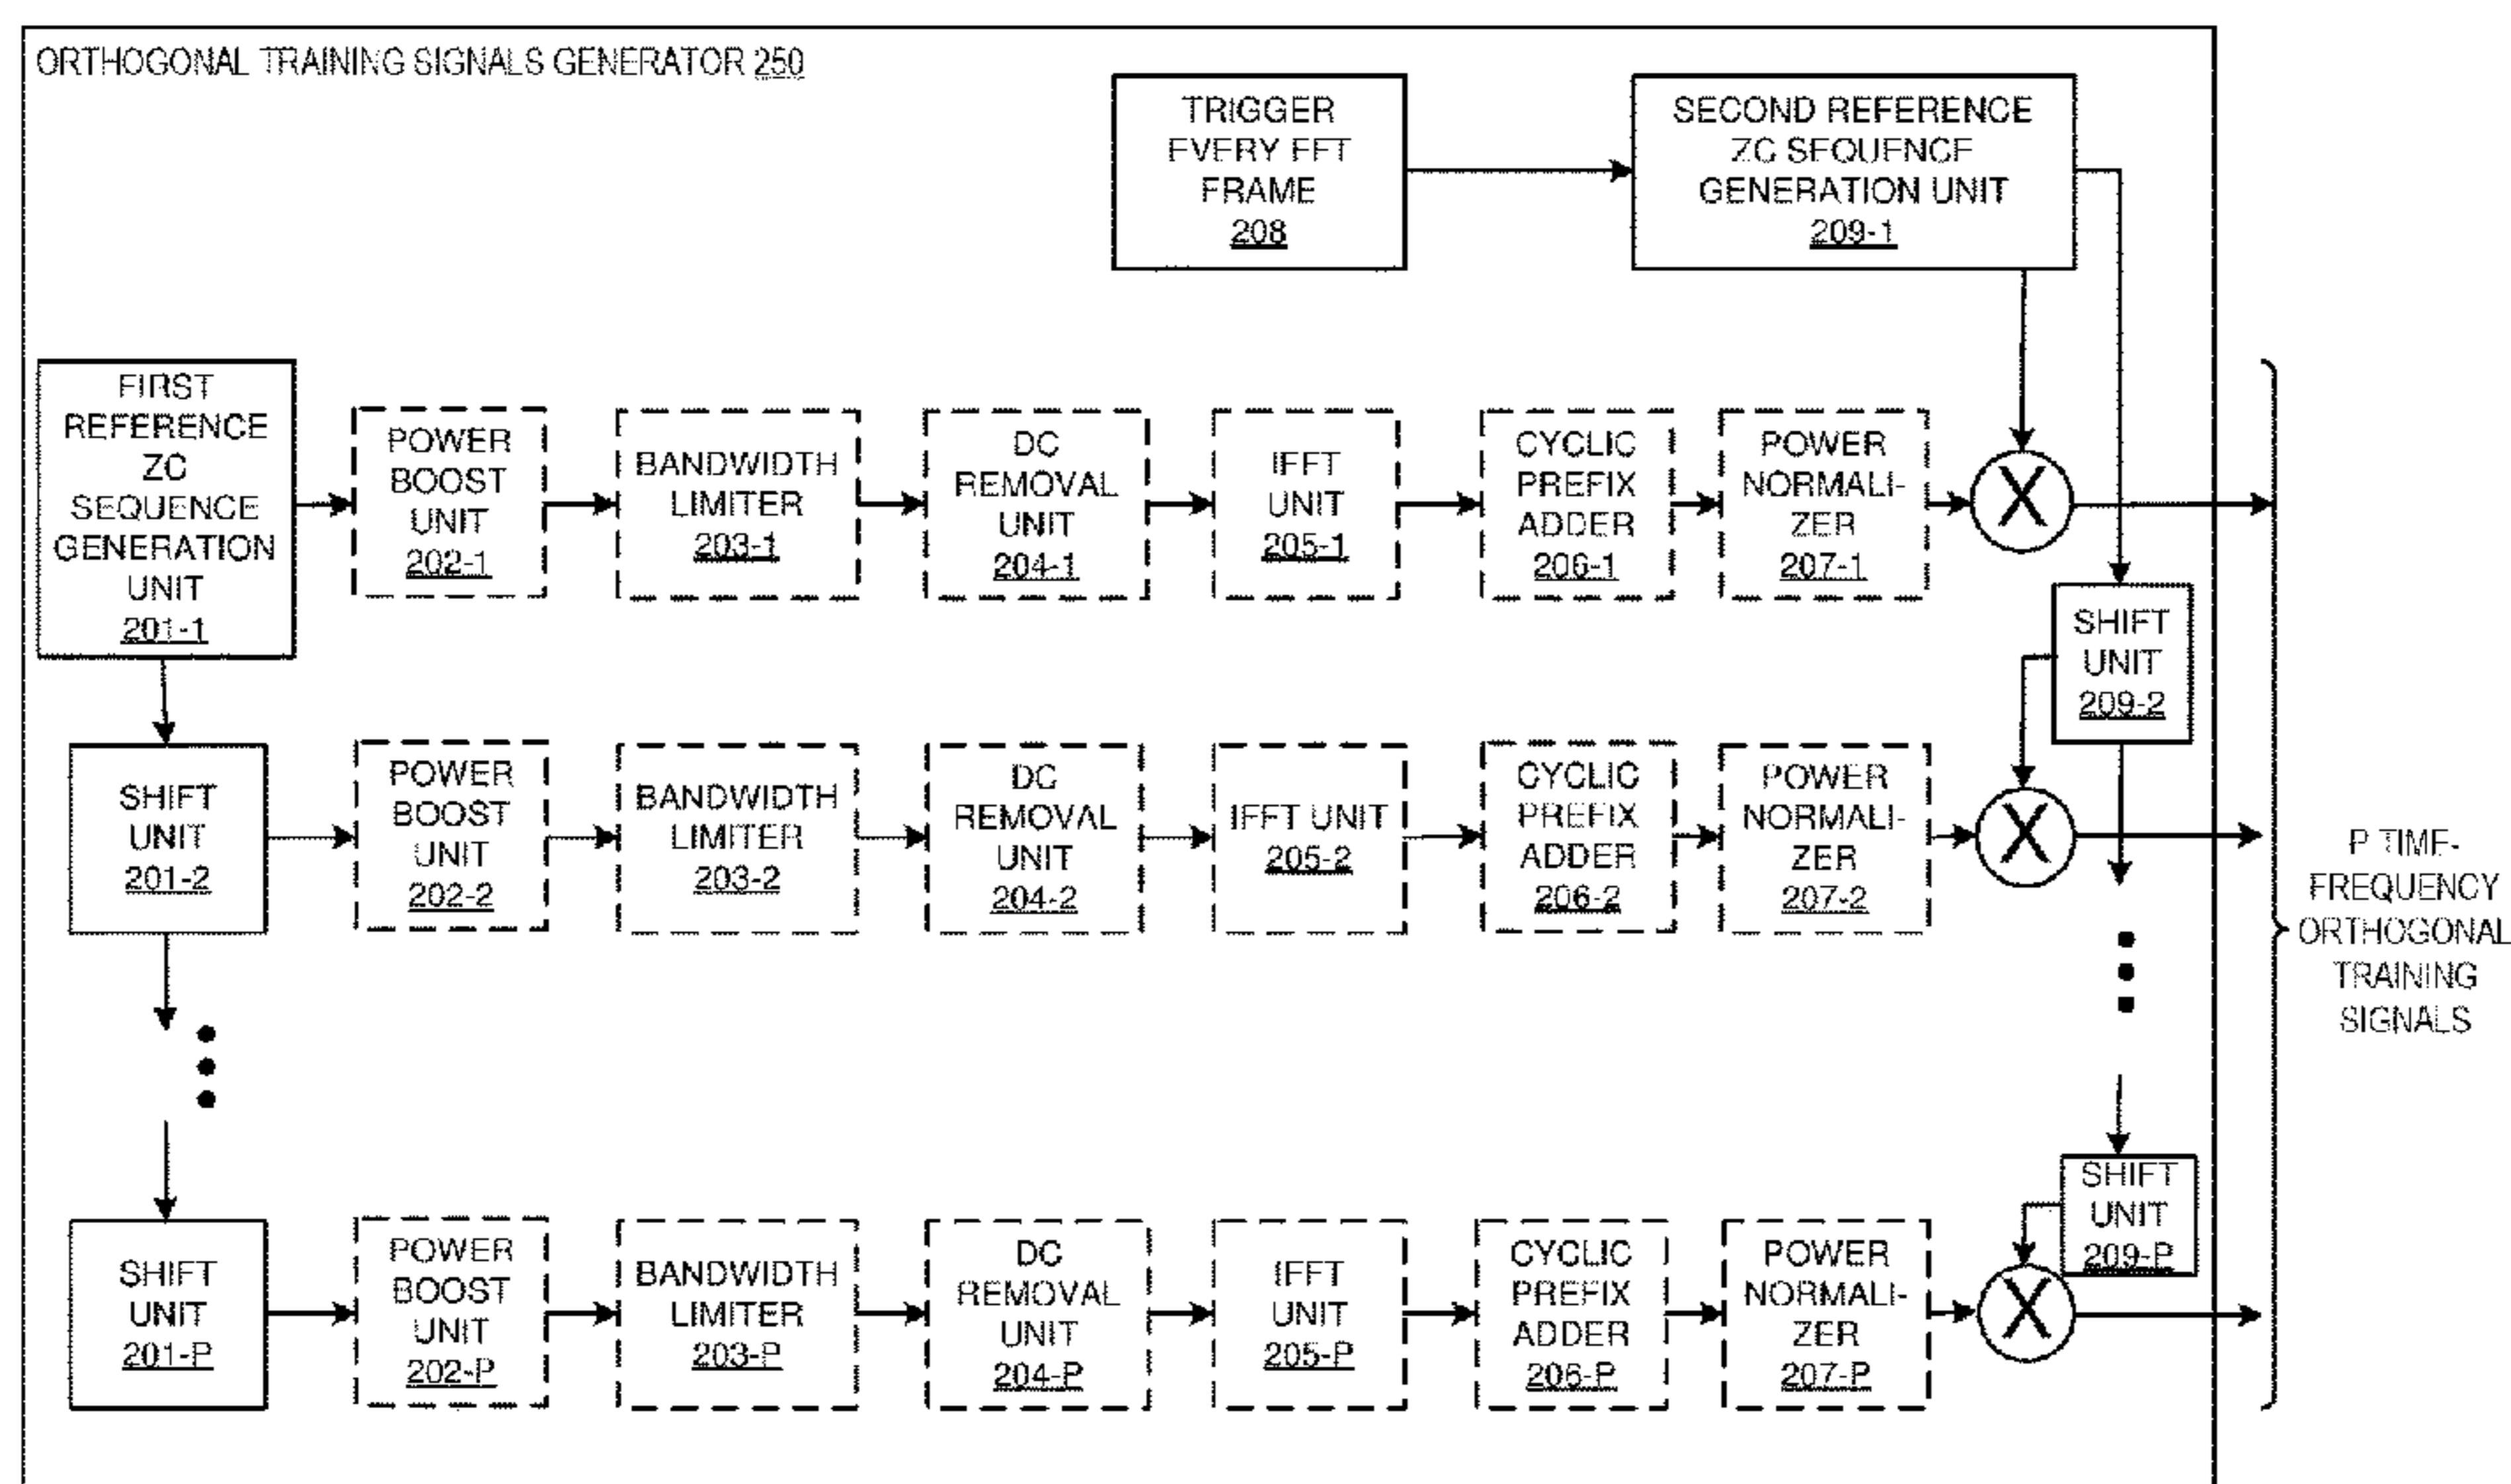 ORTHOGONAL TRAINING SIGNALS GENERATOR 250
TRIGGER
EVERY FFT
FRAME
208
SECOND REFERENCE
ZC SEQUENCE
GENERATION UNIT
209-1
FIRST
REFERENCE
ZC
SEQUENCE
GENERATION
UNIT
201-1
POWER
BOOST
UNIT
202-1
BANDWIDTH
LIMITER
203-1
DC
REMOVAL
UNIT
204-1
IFFT
UNIT
205-1
CYCLIC
PREFIX
ADDER
206-1
POWER
NORMALI-
ZER
207-1
X
SHIFT
UNIT
209-2
SHIFT
UNIT
201-2
POWER
BOOST
UNIT
202-2
BANDWIDTH
LIMITER
203-2
DC
REMOVAL
UNIT
204-2
IFFT UNIT
205-2
CYCLIC
PREFIX
ADDER
206-2
POWER
NORMALI-
ZER
207-2
X
P TIME-
FREQUENCY
ORTHOGONAL
TRAINING
SIGNALS
SHIFT
UNIT
209-P
SHIFT
UNIT
201-P
POWER
BOOST
UNIT
202-P
BANDWIDTH
LIMITER
203-P
DC
REMOVAL
UNIT
204-P
IFFT
UNIT
205-P
CYCLIC
PREFIX
ADDER
206-P
POWER
NORMALI-
ZER
207-P
X